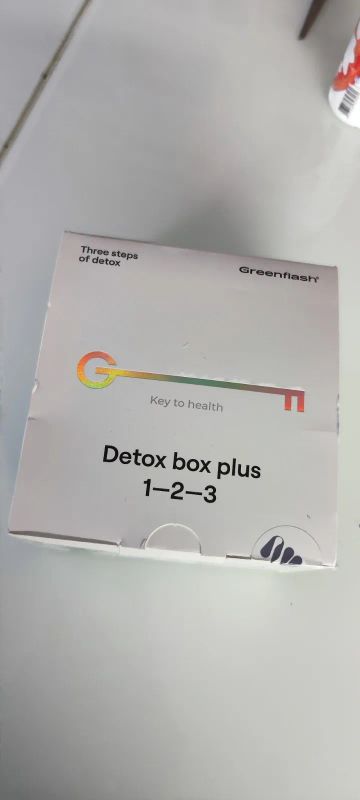 Three steps
of detox
Greenflash®
Key to health
Detox box plus
1—2—3